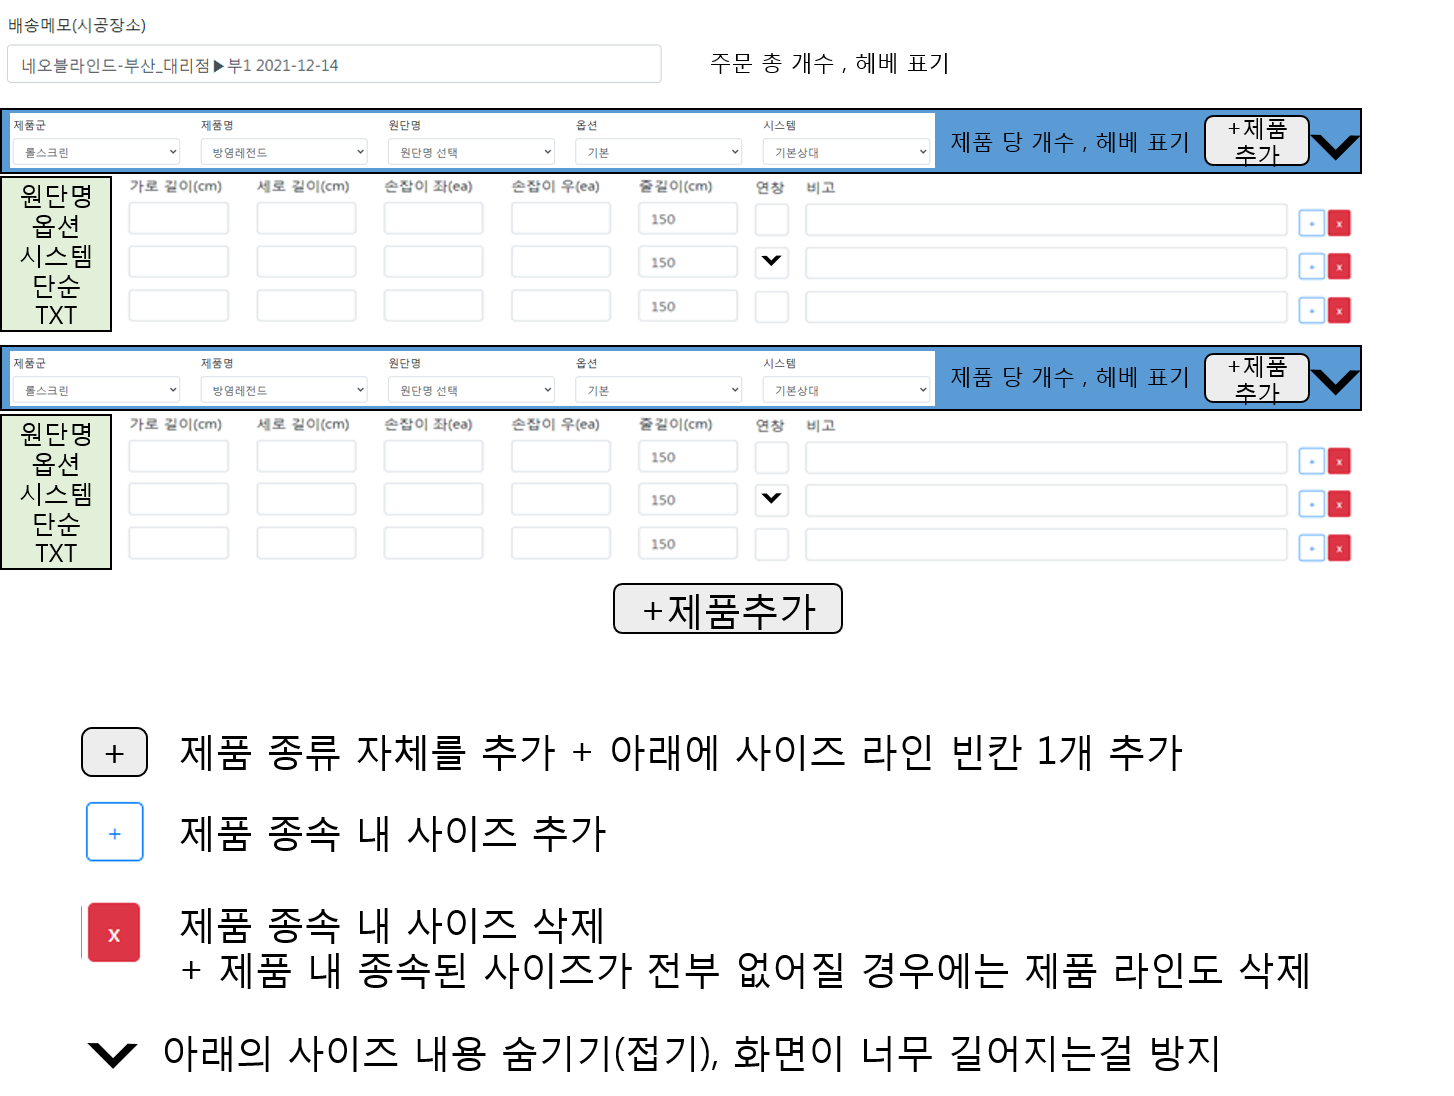 배송메모(시공장소)
네오블라인드-부산_대리점▶부1 2021-12-14
주문 총 개수 , 헤베 표기
제품군 제품명 원단명 옵션 시스템
롤스크린 방염레전드 원단명 선택 기본 기본상대
제품 당 개수 , 헤베 표기
+제품
추가
원단명
옵션
시스템
단순
TXT
가로 길이(cm) 세로 길이(cm) 손잡이 좌(ea) 손잡이 우(ea) 줄길이(cm) 연창 비고
150 + x
150 + x
150 + x
제품군 제품명 원단명 옵션 시스템
롤스크린 방염레전드 원단명 선택 기본 기본상대
제품 당 개수 , 헤베 표기
+제품
추가
원단명
옵션
시스템
단순
TXT
가로 길이(cm) 세로 길이(cm) 손잡이 좌(ea) 손잡이 우(ea) 줄길이(cm) 연창 비고
150 + x
150 + x
150 + x
+제품추가
+ 제품 종류 자체를 추가 + 아래에 사이즈 라인 빈칸 1개 추가
+ 제품 종속 내 사이즈 추가
x 제품 종속 내 사이즈 삭제
+ 제품 내 종속된 사이즈가 전부 없어질 경우에는 제품 라인도 삭제
아래의 사이즈 내용 숨기기(접기), 화면이 너무 길어지는걸 방지